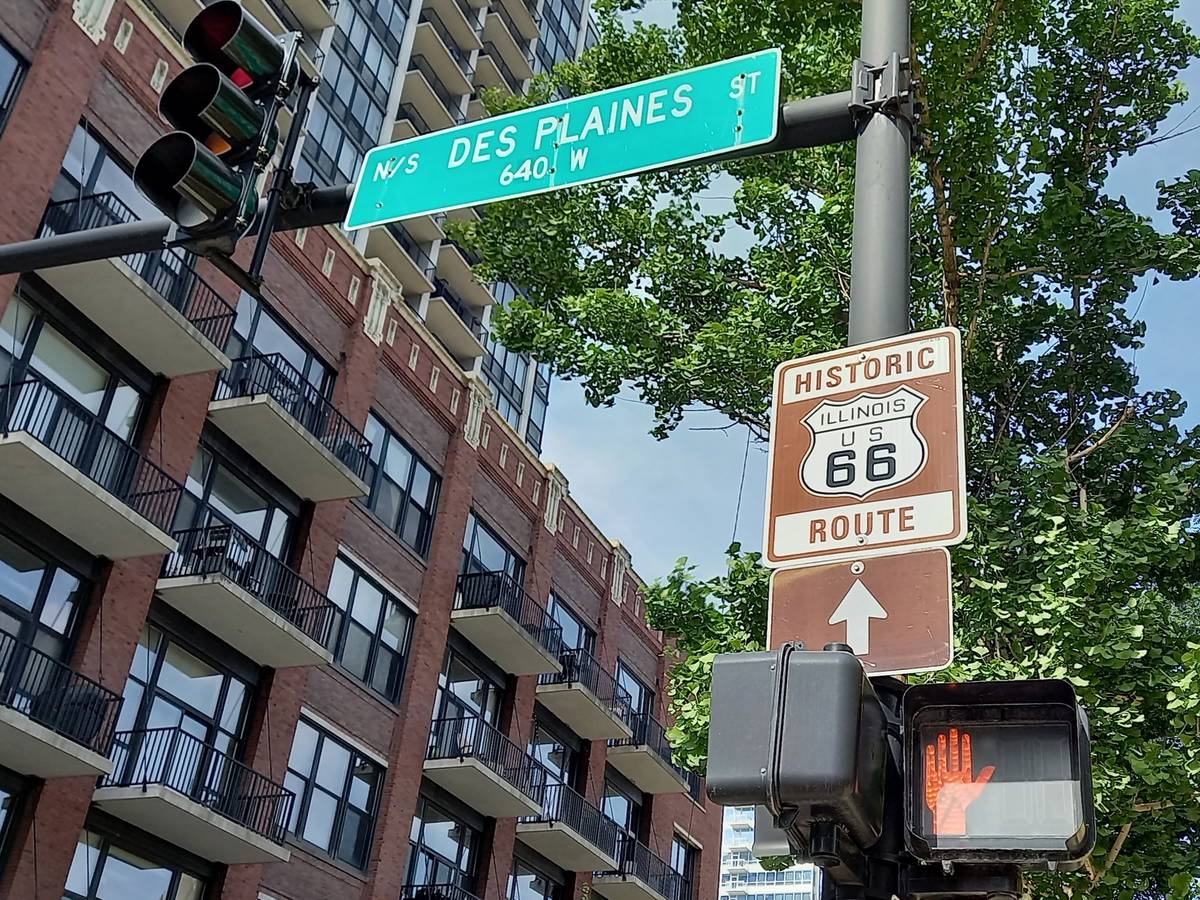 N/S DES PLAINES ST
640 W
HISTORIC
ILLINOIS
US
66
ROUTE